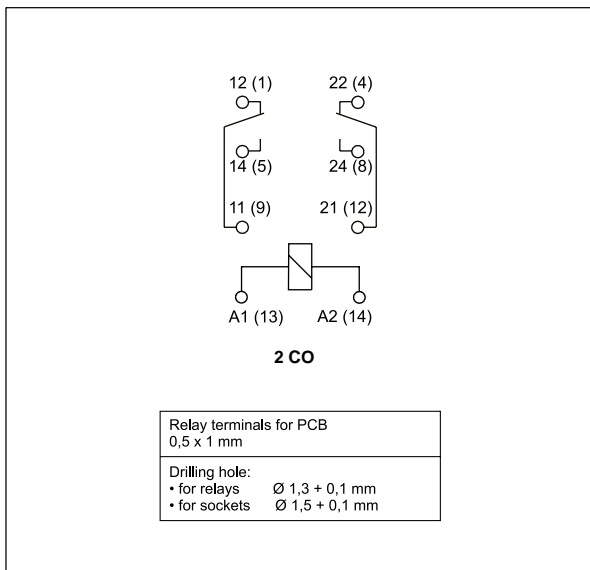 12 (1) 22 (4)
14 (5) 24 (8)
11 (9) 21 (12)
A1 (13) A2 (14)
2 CO
Relay terminals for PCB
0,5 x 1 mm
Drilling hole:
• for relays Ø 1,3 + 0,1 mm
• for sockets Ø 1,5 + 0,1 mm